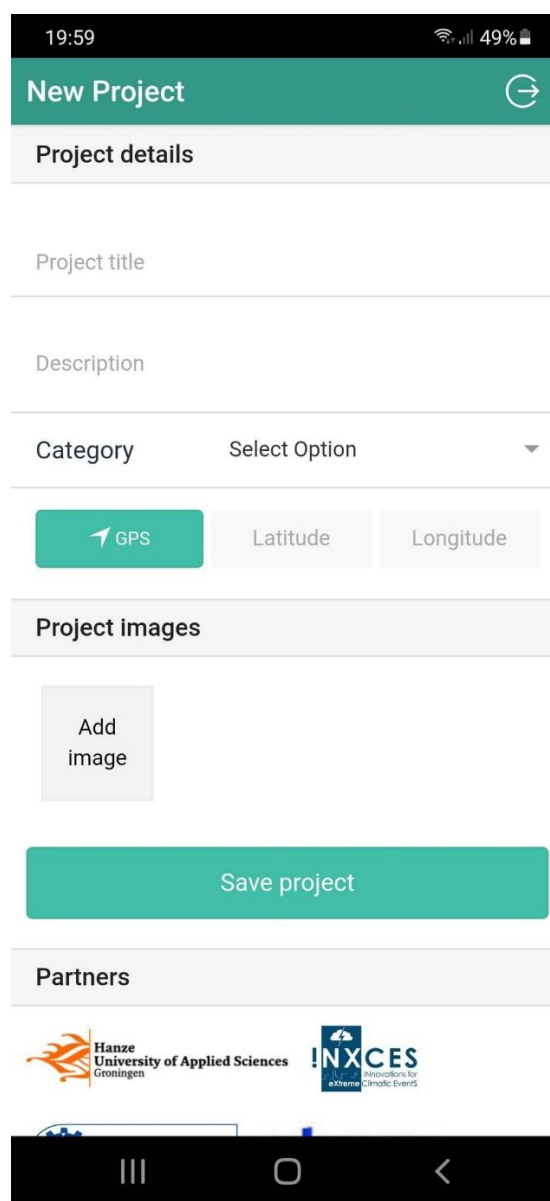 19:59 49%
New Project
Project details
Project title
Description
Category Select Option
GPS Latitude Longitude
Project images
Add
image
Save project
Partners
Hanze
University of Applied Sciences
Groningen
!NXCES
INnovations for
eXtreme Climatic EventS